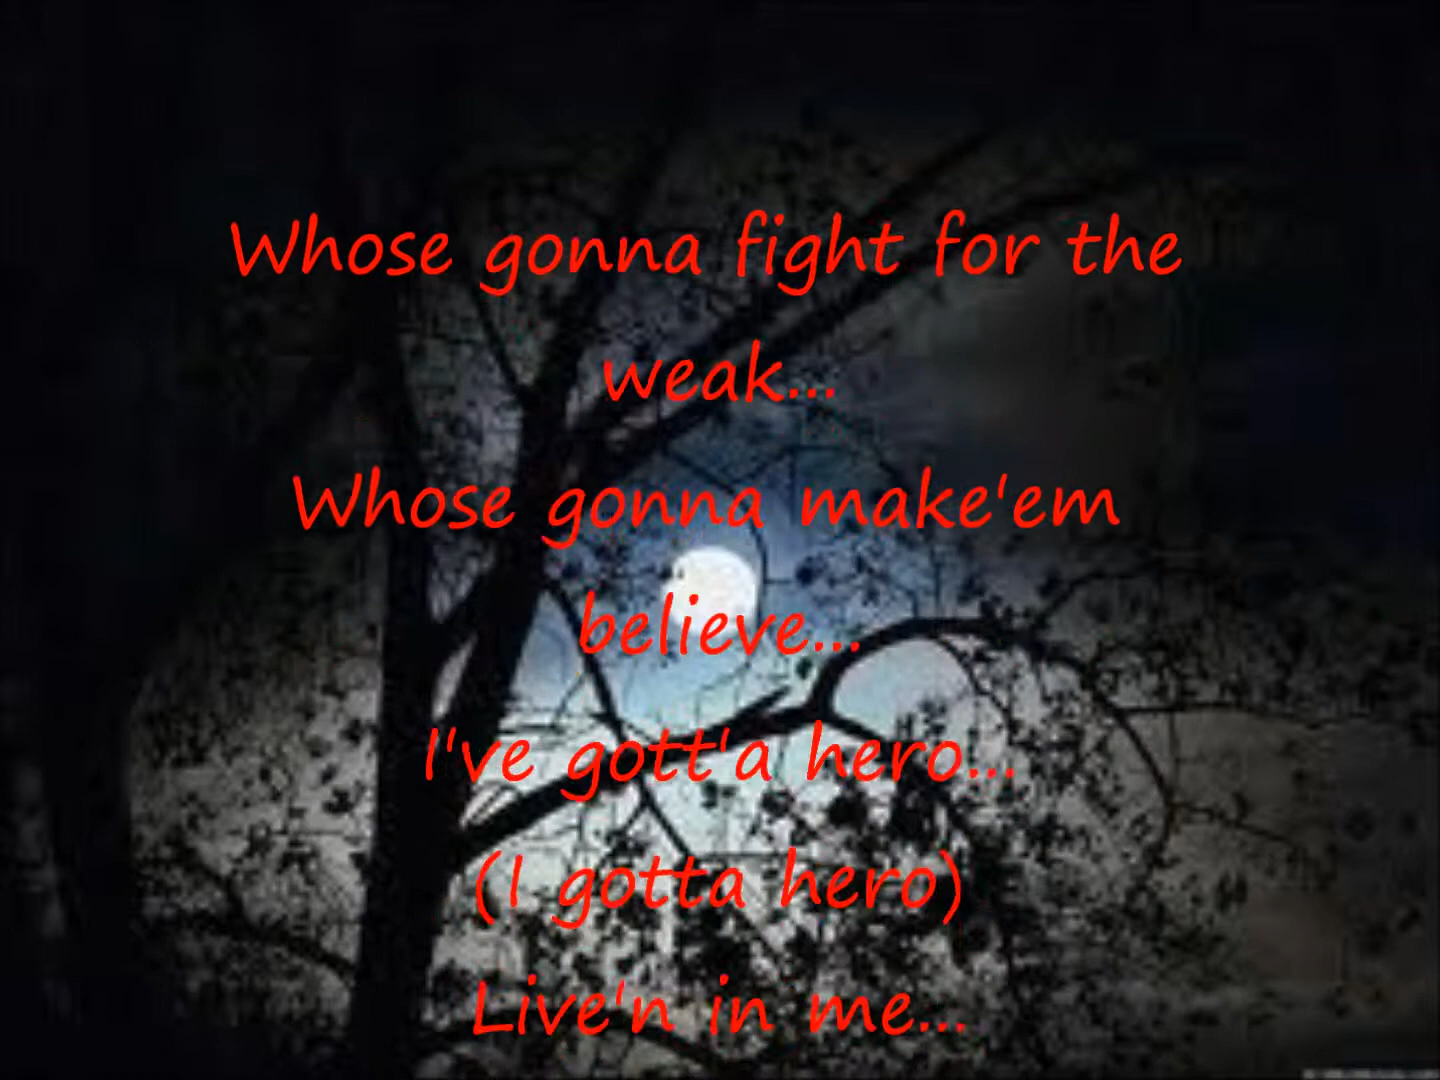 Whose gonna fight for the
weak...
Whose gonna make'em
believe...
I've gott'a hero...
(I gotta hero)
Live'n in me...